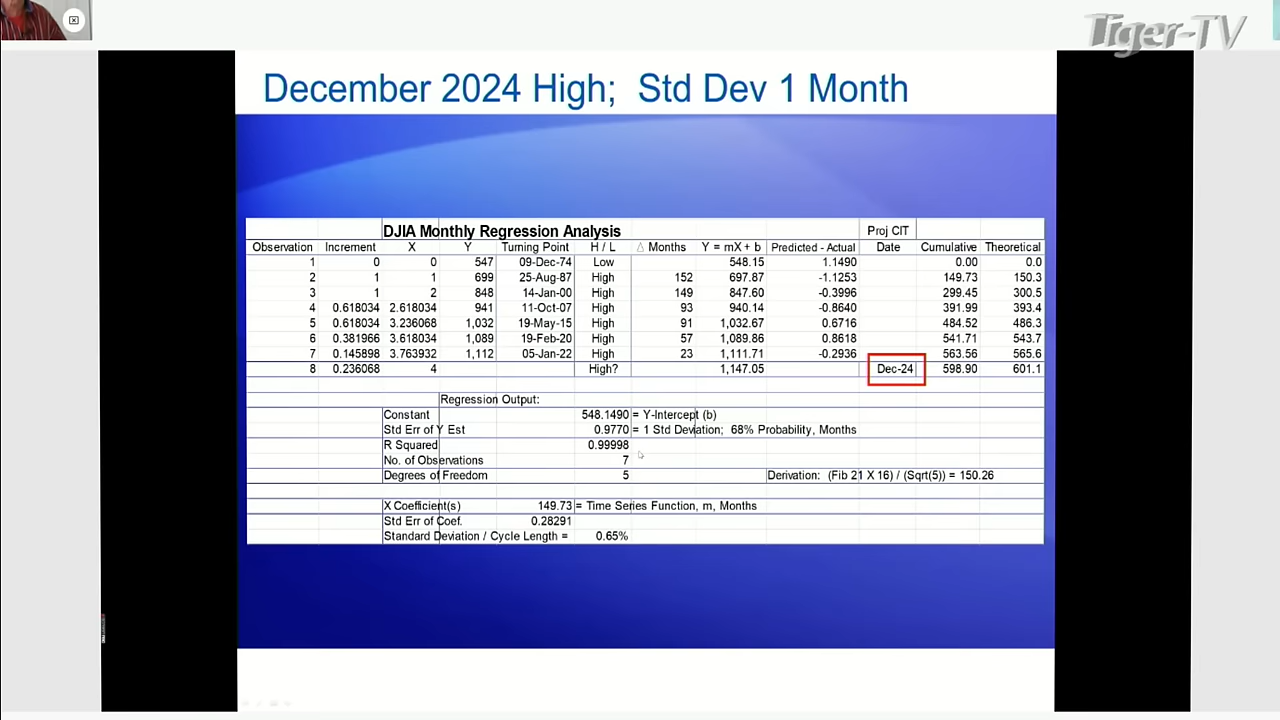 Tiger-TV
December 2024 High; Std Dev 1 Month
DJIA Monthly Regression Analysis Proj CIT
Observation Increment X Y Turning Point H / L Δ Months Y = mX + b Predicted - Actual Date Cumulative Theoretical
1 0 0 547 09-Dec-74 Low 548.15 1.1490 0.00 0.0
2 1 1 699 25-Aug-87 High 152 697.87 -1.1253 149.73 150.3
3 1 2 848 14-Jan-00 High 149 847.60 -0.3996 299.45 300.5
4 0.618034 2.618034 941 11-Oct-07 High 93 940.14 -0.8640 391.99 393.4
5 0.618034 3.236068 1,032 19-May-15 High 91 1,032.67 0.6716 484.52 486.3
6 0.381966 3.618034 1,089 19-Feb-20 High 57 1,089.86 0.8618 541.71 543.7
7 0.145898 3.763932 1,112 05-Jan-22 High 23 1,111.71 -0.2936 563.56 565.6
8 0.236068 4 High? 1,147.05 Dec-24 598.90 601.1
Regression Output:
Constant 548.1490 = Y-Intercept (b)
Std Err of Y Est 0.9770 = 1 Std Deviation; 68% Probability, Months
R Squared 0.99998
No. of Observations 7
Degrees of Freedom 5 Derivation: (Fib 21 X 16) / (Sqrt(5)) = 150.26
X Coefficient(s) 149.73 = Time Series Function, m, Months
Std Err of Coef. 0.28291
Standard Deviation / Cycle Length = 0.65%